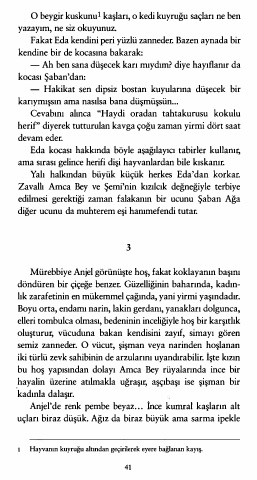 O beygir kuskunu¹ kaşları, o kedi kuyruğu saçları ne ben
yazayım, ne siz okuyunuz.
Fakat Eda kendini peri yüzlü zanneder. Bazen aynada bir
kendine bir de kocasına bakarak:
— Ah ben sana düşecek karı mıydım? diye hayıflanır da
kocası Şaban'dan:
— Hakikat sen dipsiz bostan kuyularına düşecek bir
karıymışsın ama nasılsa bana düşmüşsün...
Cevabını alınca "Haydi oradan tahtakurusu kokulu
herif" diyerek tutturulan kavga çoğu zaman yirmi dört saat
devam eder.
Eda kocası hakkında böyle aşağılayıcı tabirler kullanır,
ama sırası gelince herifi dişi hayvanlardan bile kıskanır.
Yalı halkından büyük küçük herkes Eda'dan korkar.
Zavallı Amca Bey ve Şemi'nin kızılcık değneğiyle terbiye
edilmesi gerektiği zaman falakanın bir ucunu Şaban Ağa
diğer ucunu da muhterem eşi hanımefendi tutar.
3
Mürebbiye Anjel görünüşte hoş, fakat koklayanın başını
döndüren bir çiçeğe benzer. Güzelliğinin baharında, kadın-
lık zarafetinin en mükemmel çağında, yani yirmi yaşındadır.
Boyu orta, endamı narin, lakin gerdanı, yanakları dolgunca,
elleri tombulca olması, bedeninin inceliğiyle hoş bir karşıtlık
oluşturur, vücuduna bakan kendisini zayıf, simayı gören
semiz zanneder. O vücut, şişman veya narinden hoşlanan
iki türlü zevk sahibinin de arzularını uyandırabilir. İşte kızın
bu hoş yapısından dolayı Amca Bey rüyalarında ince bir
hayalin üzerine atılmakla uğraşır, aşçıbaşı ise şişman bir
kadınla dalaşır.
Anjel'de renk pembe beyaz... İnce kumral kaşların alt
uçları biraz düşük. Ağız da biraz büyük ama sarma ipekle
1 Hayvanın kuyruğu altından geçirilerek eyere bağlanan kayış.
41